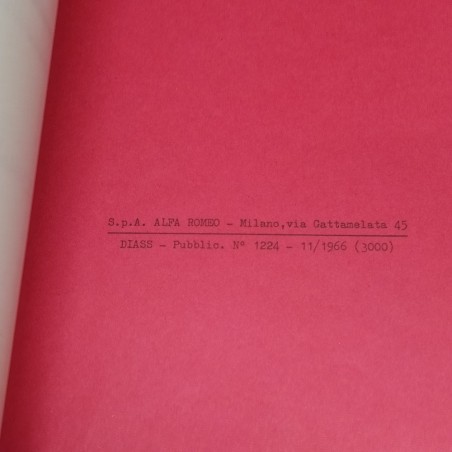 S.p.A. ALFA ROMEO - Milano,via Gattamelata 45
DIASS - Pubblic. N° 1224 - 11/1966 (3000)